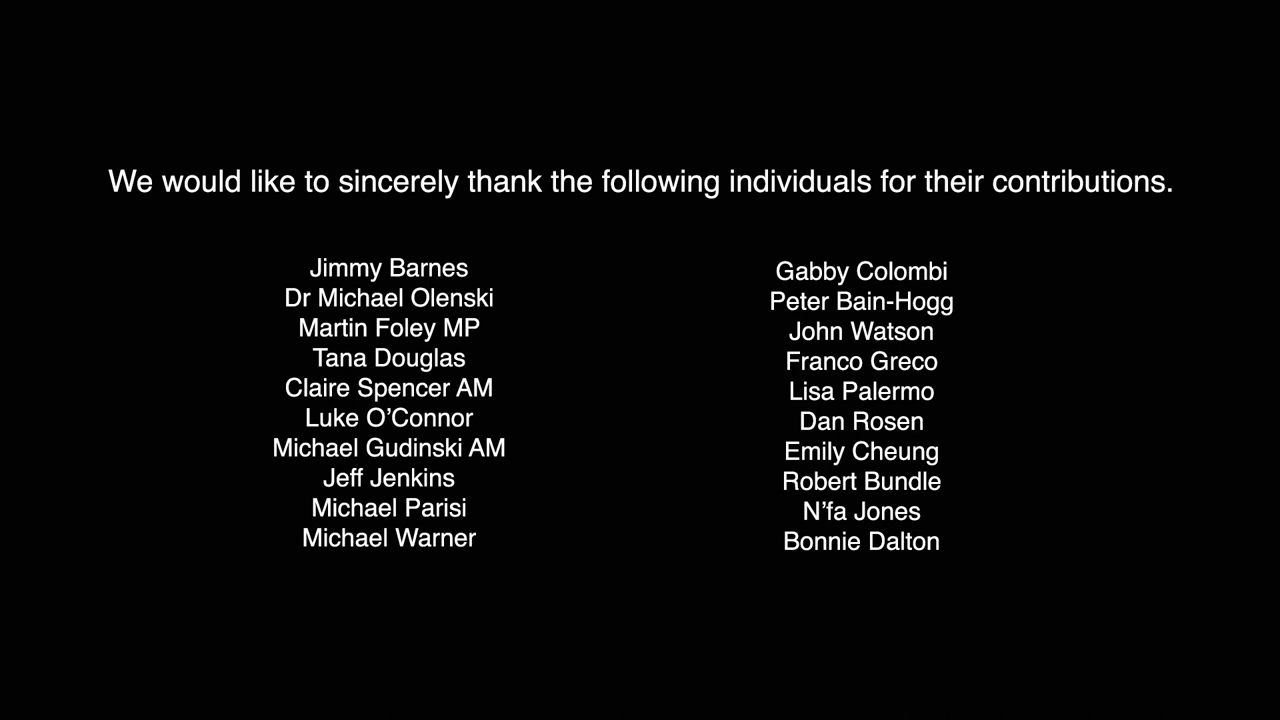 We would like to sincerely thank the following individuals for their contributions.
Jimmy Barnes
Dr Michael Olenski
Martin Foley MP
Tana Douglas
Claire Spencer AM
Luke O’Connor
Michael Gudinski AM
Jeff Jenkins
Michael Parisi
Michael Warner
Gabby Colombi
Peter Bain-Hogg
John Watson
Franco Greco
Lisa Palermo
Dan Rosen
Emily Cheung
Robert Bundle
N’fa Jones
Bonnie Dalton